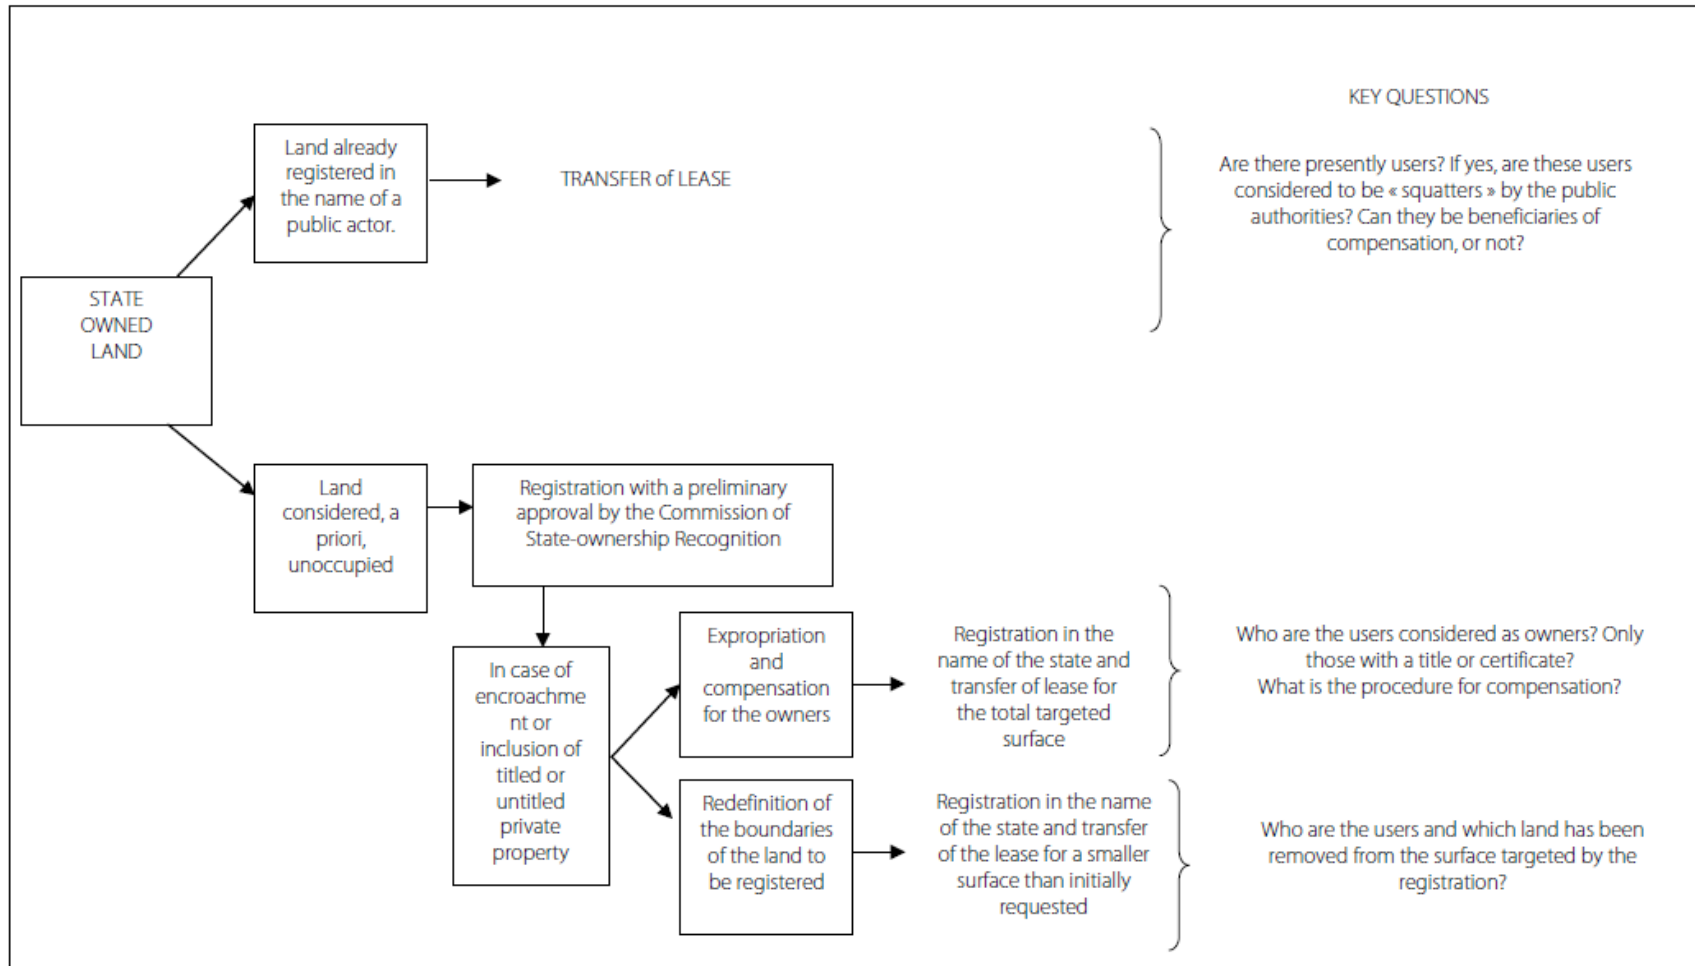 KEY QUESTIONS
Land already
registered in
the name of a
public actor.
TRANSFER of LEASE
Are there presently users? If yes, are these users
considered to be « squatters » by the public
authorities? Can they be beneficiaries of
compensation, or not?
STATE
OWNED
LAND
Land
considered, a
priori,
unoccupied
Registration with a preliminary
approval by the Commission of
State-ownership Recognition
In case of
encroachme
nt or
inclusion of
titled or
untitled
private
property
Expropriation
and
compensation
for the owners
Registration in the
name of the state and
transfer of lease for
the total targeted
surface
Who are the users considered as owners? Only
those with a title or certificate?
What is the procedure for compensation?
Redefinition of
the boundaries
of the land to
be registered
Registration in the name
of the state and transfer
of the lease for a smaller
surface than initially
requested
Who are the users and which land has been
removed from the surface targeted by the
registration?